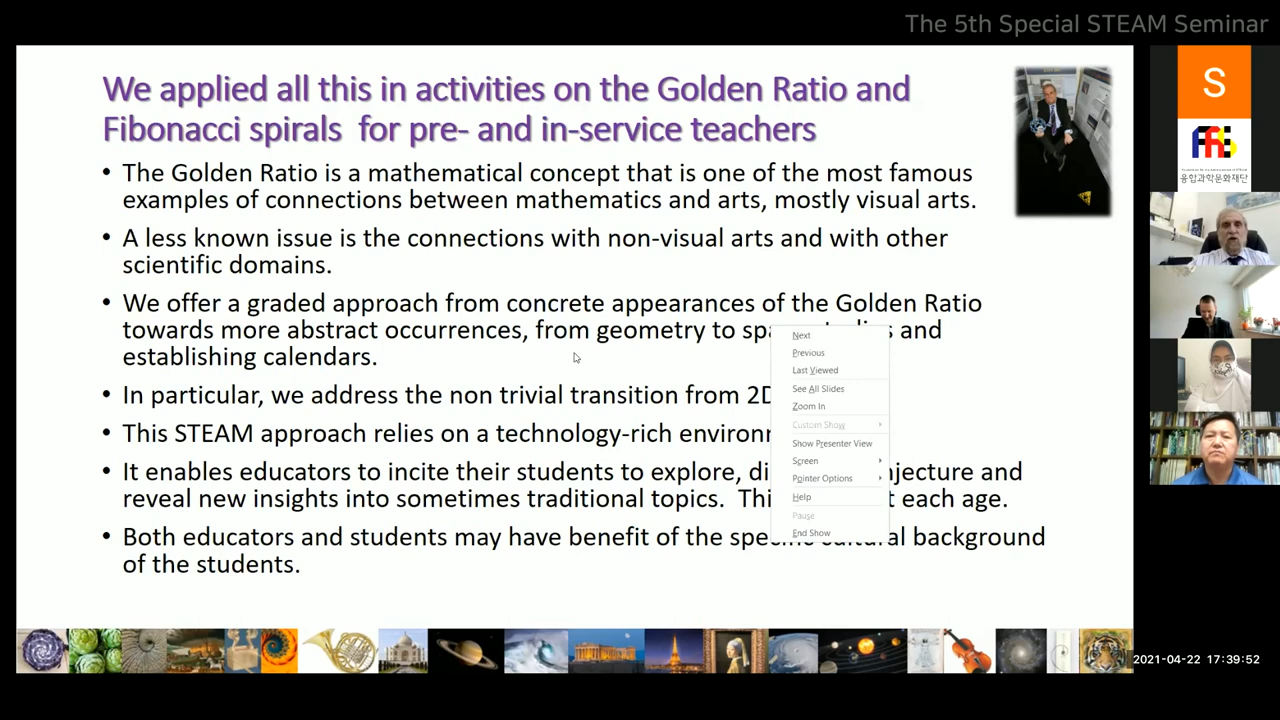 The 5th Special STEAM Seminar
We applied all this in activities on the Golden Ratio and
Fibonacci spirals for pre- and in-service teachers
• The Golden Ratio is a mathematical concept that is one of the most famous
examples of connections between mathematics and arts, mostly visual arts.
• A less known issue is the connections with non-visual arts and with other
scientific domains.
• We offer a graded approach from concrete appearances of the Golden Ratio
towards more abstract occurrences, from geometry to and
establishing calendars.
• In particular, we address the non trivial transition from 2D
• This STEAM approach relies on a technology-rich
• It enables educators to incite their students to explore, and
reveal new insights into sometimes traditional topics. each age.
• Both educators and students may have benefit of the background
of the students.
Next
Previous
Last Viewed
See All Slides
Zoom In
Custom Show
Show Presenter View
Screen
Pointer Options
Help
Pause
End Show
S
융합과학문화재단
2021-04-22 17:39:52